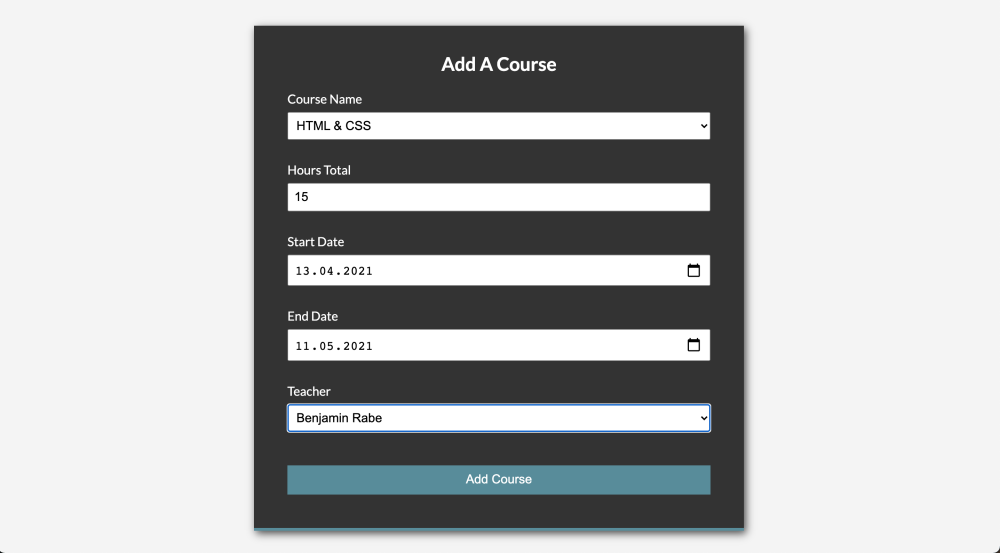 Add A Course
Course Name
HTML & CSS
Hours Total
15
Start Date
13.04.2021
End Date
11.05.2021
Teacher
Benjamin Rabe
Add Course